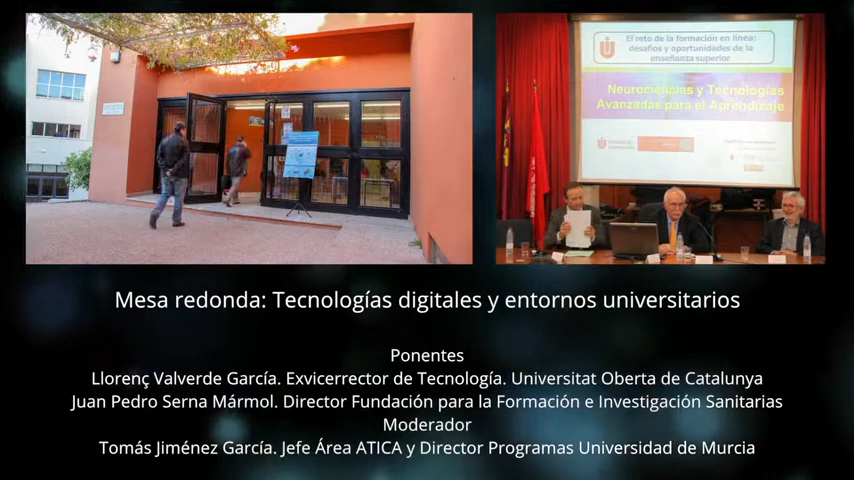 El reto de la formación en línea:
desafíos y oportunidades de la
enseñanza superior
Neurociencias y Tecnologías
Avanzadas para el Aprendizaje
Mesa redonda: Tecnologías digitales y entornos universitarios
Ponentes
Llorenç Valverde García. Exvicerrector de Tecnología. Universitat Oberta de Catalunya
Juan Pedro Serna Mármol. Director Fundación para la Formación e Investigación Sanitarias
Moderador
Tomás Jiménez García. Jefe Área ATICA y Director Programas Universidad de Murcia